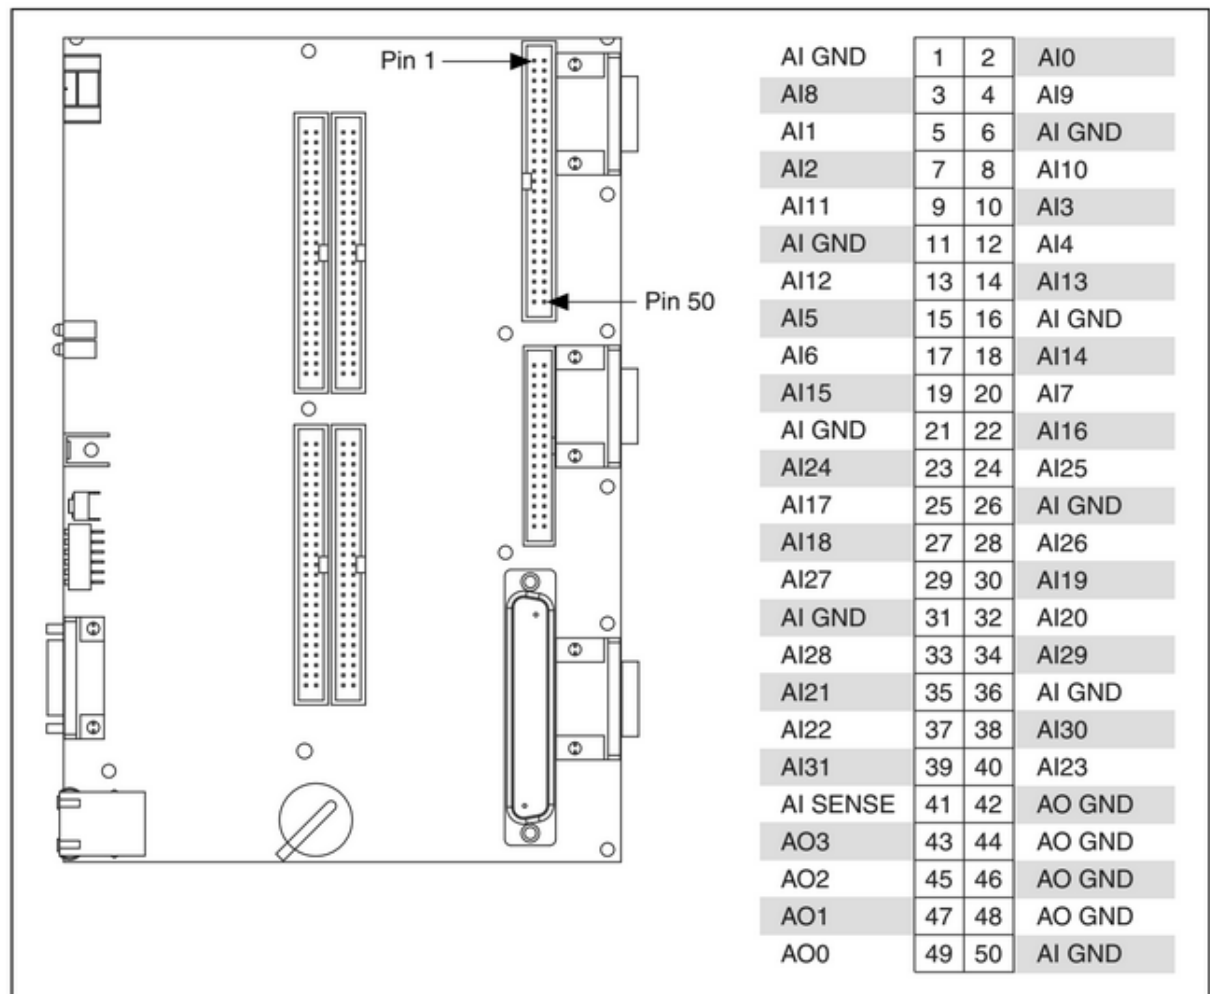 Pin 1
Pin 50
AI GND 1 2 AI0
AI8 3 4 AI9
AI1 5 6 AI GND
AI2 7 8 AI10
AI11 9 10 AI3
AI GND 11 12 AI4
AI12 13 14 AI13
AI5 15 16 AI GND
AI6 17 18 AI14
AI15 19 20 AI7
AI GND 21 22 AI16
AI24 23 24 AI25
AI17 25 26 AI GND
AI18 27 28 AI26
AI27 29 30 AI19
AI GND 31 32 AI20
AI28 33 34 AI29
AI21 35 36 AI GND
AI22 37 38 AI30
AI31 39 40 AI23
AI SENSE 41 42 AO GND
AO3 43 44 AO GND
AO2 45 46 AO GND
AO1 47 48 AO GND
AO0 49 50 AI GND